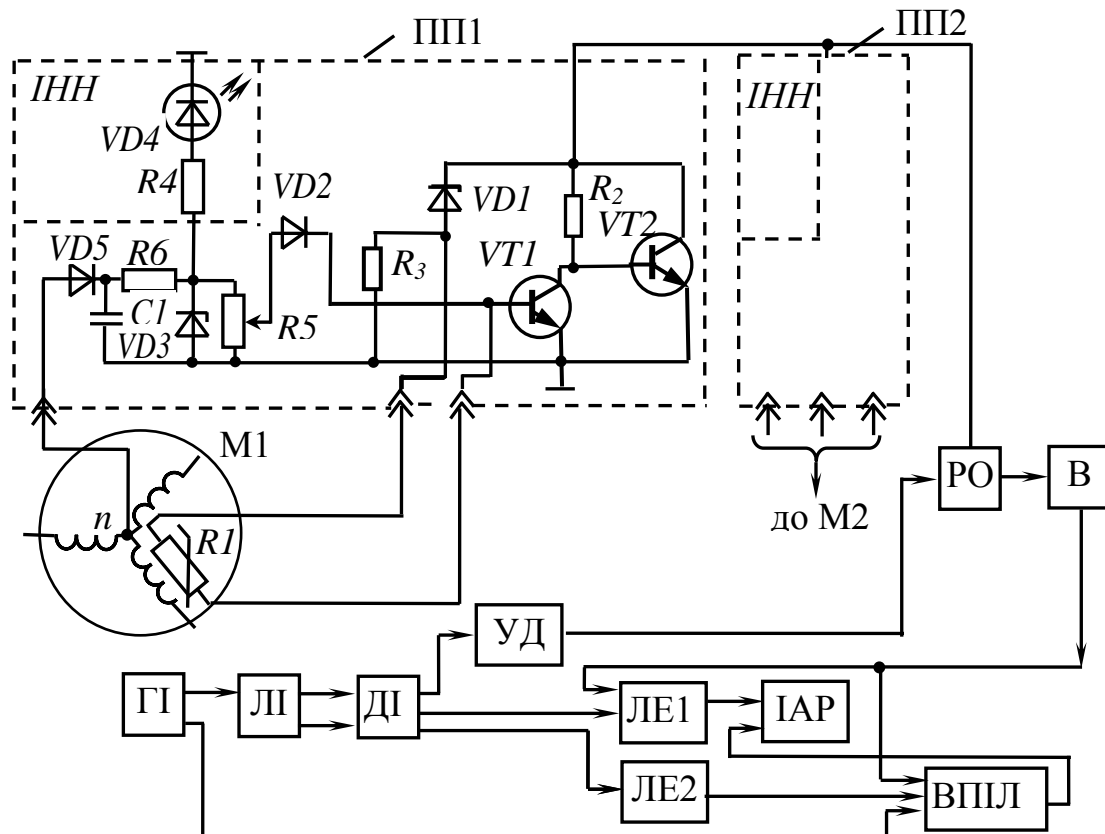 ПП1
ПП2
ІНН
VD4
R4
VD2
VD1
R2
VT2
ІНН
VD5
R6
R3
VT1
C1
VD3
R5
М1
n
R1
до М2
РО
В
УД
ГІ
ЛІ
ДІ
ЛЕ1
ІАР
ЛЕ2
ВПІЛ